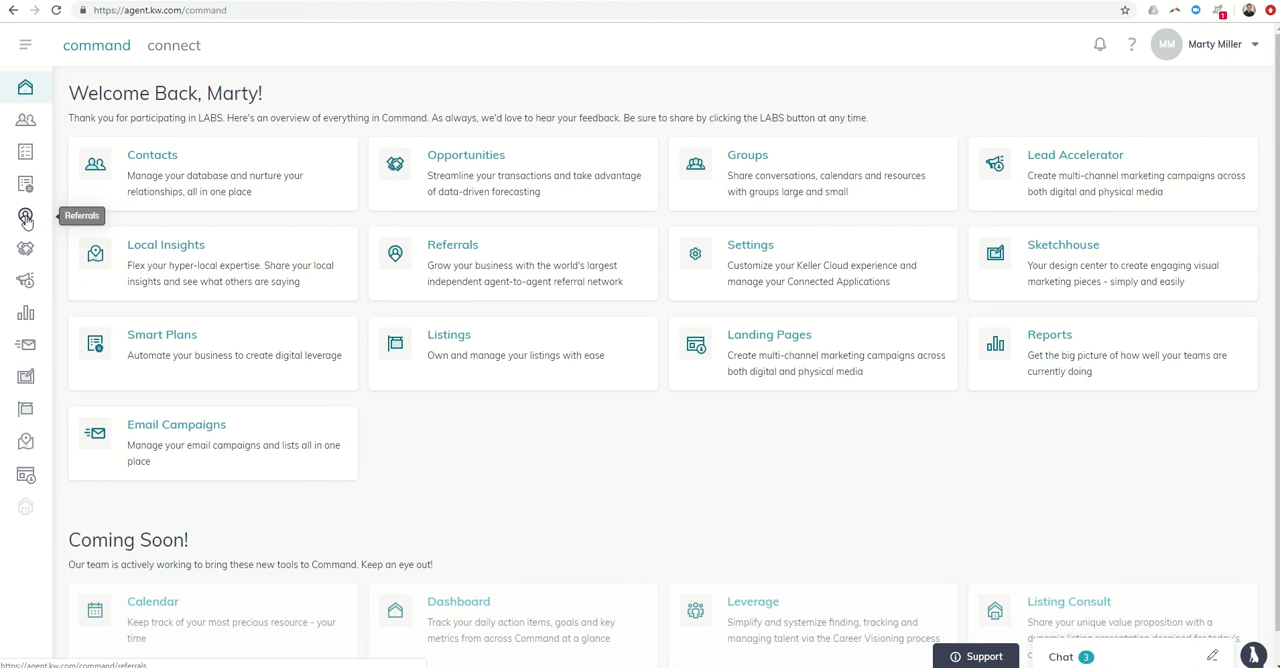 https://agent.kw.com/command
1
command connect
? MM Marty Miller
Welcome Back, Marty!
Thank you for participating in LABS. Here's an overview of everything in Command. As always, we'd love to hear your feedback. Be sure to share by clicking the LABS button at any time.
Contacts
Manage your database and nurture your
relationships, all in one place
Opportunities
Streamline your transactions and take advantage
of data-driven forecasting
Groups
Share conversations, calendars and resources
with groups large and small
Lead Accelerator
Create multi-channel marketing campaigns across
both digital and physical media
Referrals
Local Insights
Flex your hyper-local expertise. Share your local
insights and see what others are saying
Referrals
Grow your business with the world's largest
independent agent-to-agent referral network
Settings
Customize your Keller Cloud experience and
manage your Connected Applications
Sketchhouse
Your design center to create engaging visual
marketing pieces - simply and easily
Smart Plans
Automate your business to create digital leverage
Listings
Own and manage your listings with ease
Landing Pages
Create multi-channel marketing campaigns across
both digital and physical media
Reports
Get the big picture of how well your teams are
currently doing
Email Campaigns
Manage your email campaigns and lists all in one
place
Coming Soon!
Our team is actively working to bring these new tools to Command. Keep an eye out!
Calendar
Keep track of your most precious resource - your
time
Dashboard
Track your daily action items, goals and key
metrics from across Command at a glance
Leverage
Simplify and systemize finding, tracking and
managing talent via the Career Visioning process
Listing Consult
Share your unique value proposition with a
dynamic listing presentation designed for today's
Support
Chat 3
https://agent.kw.com/command/referrals